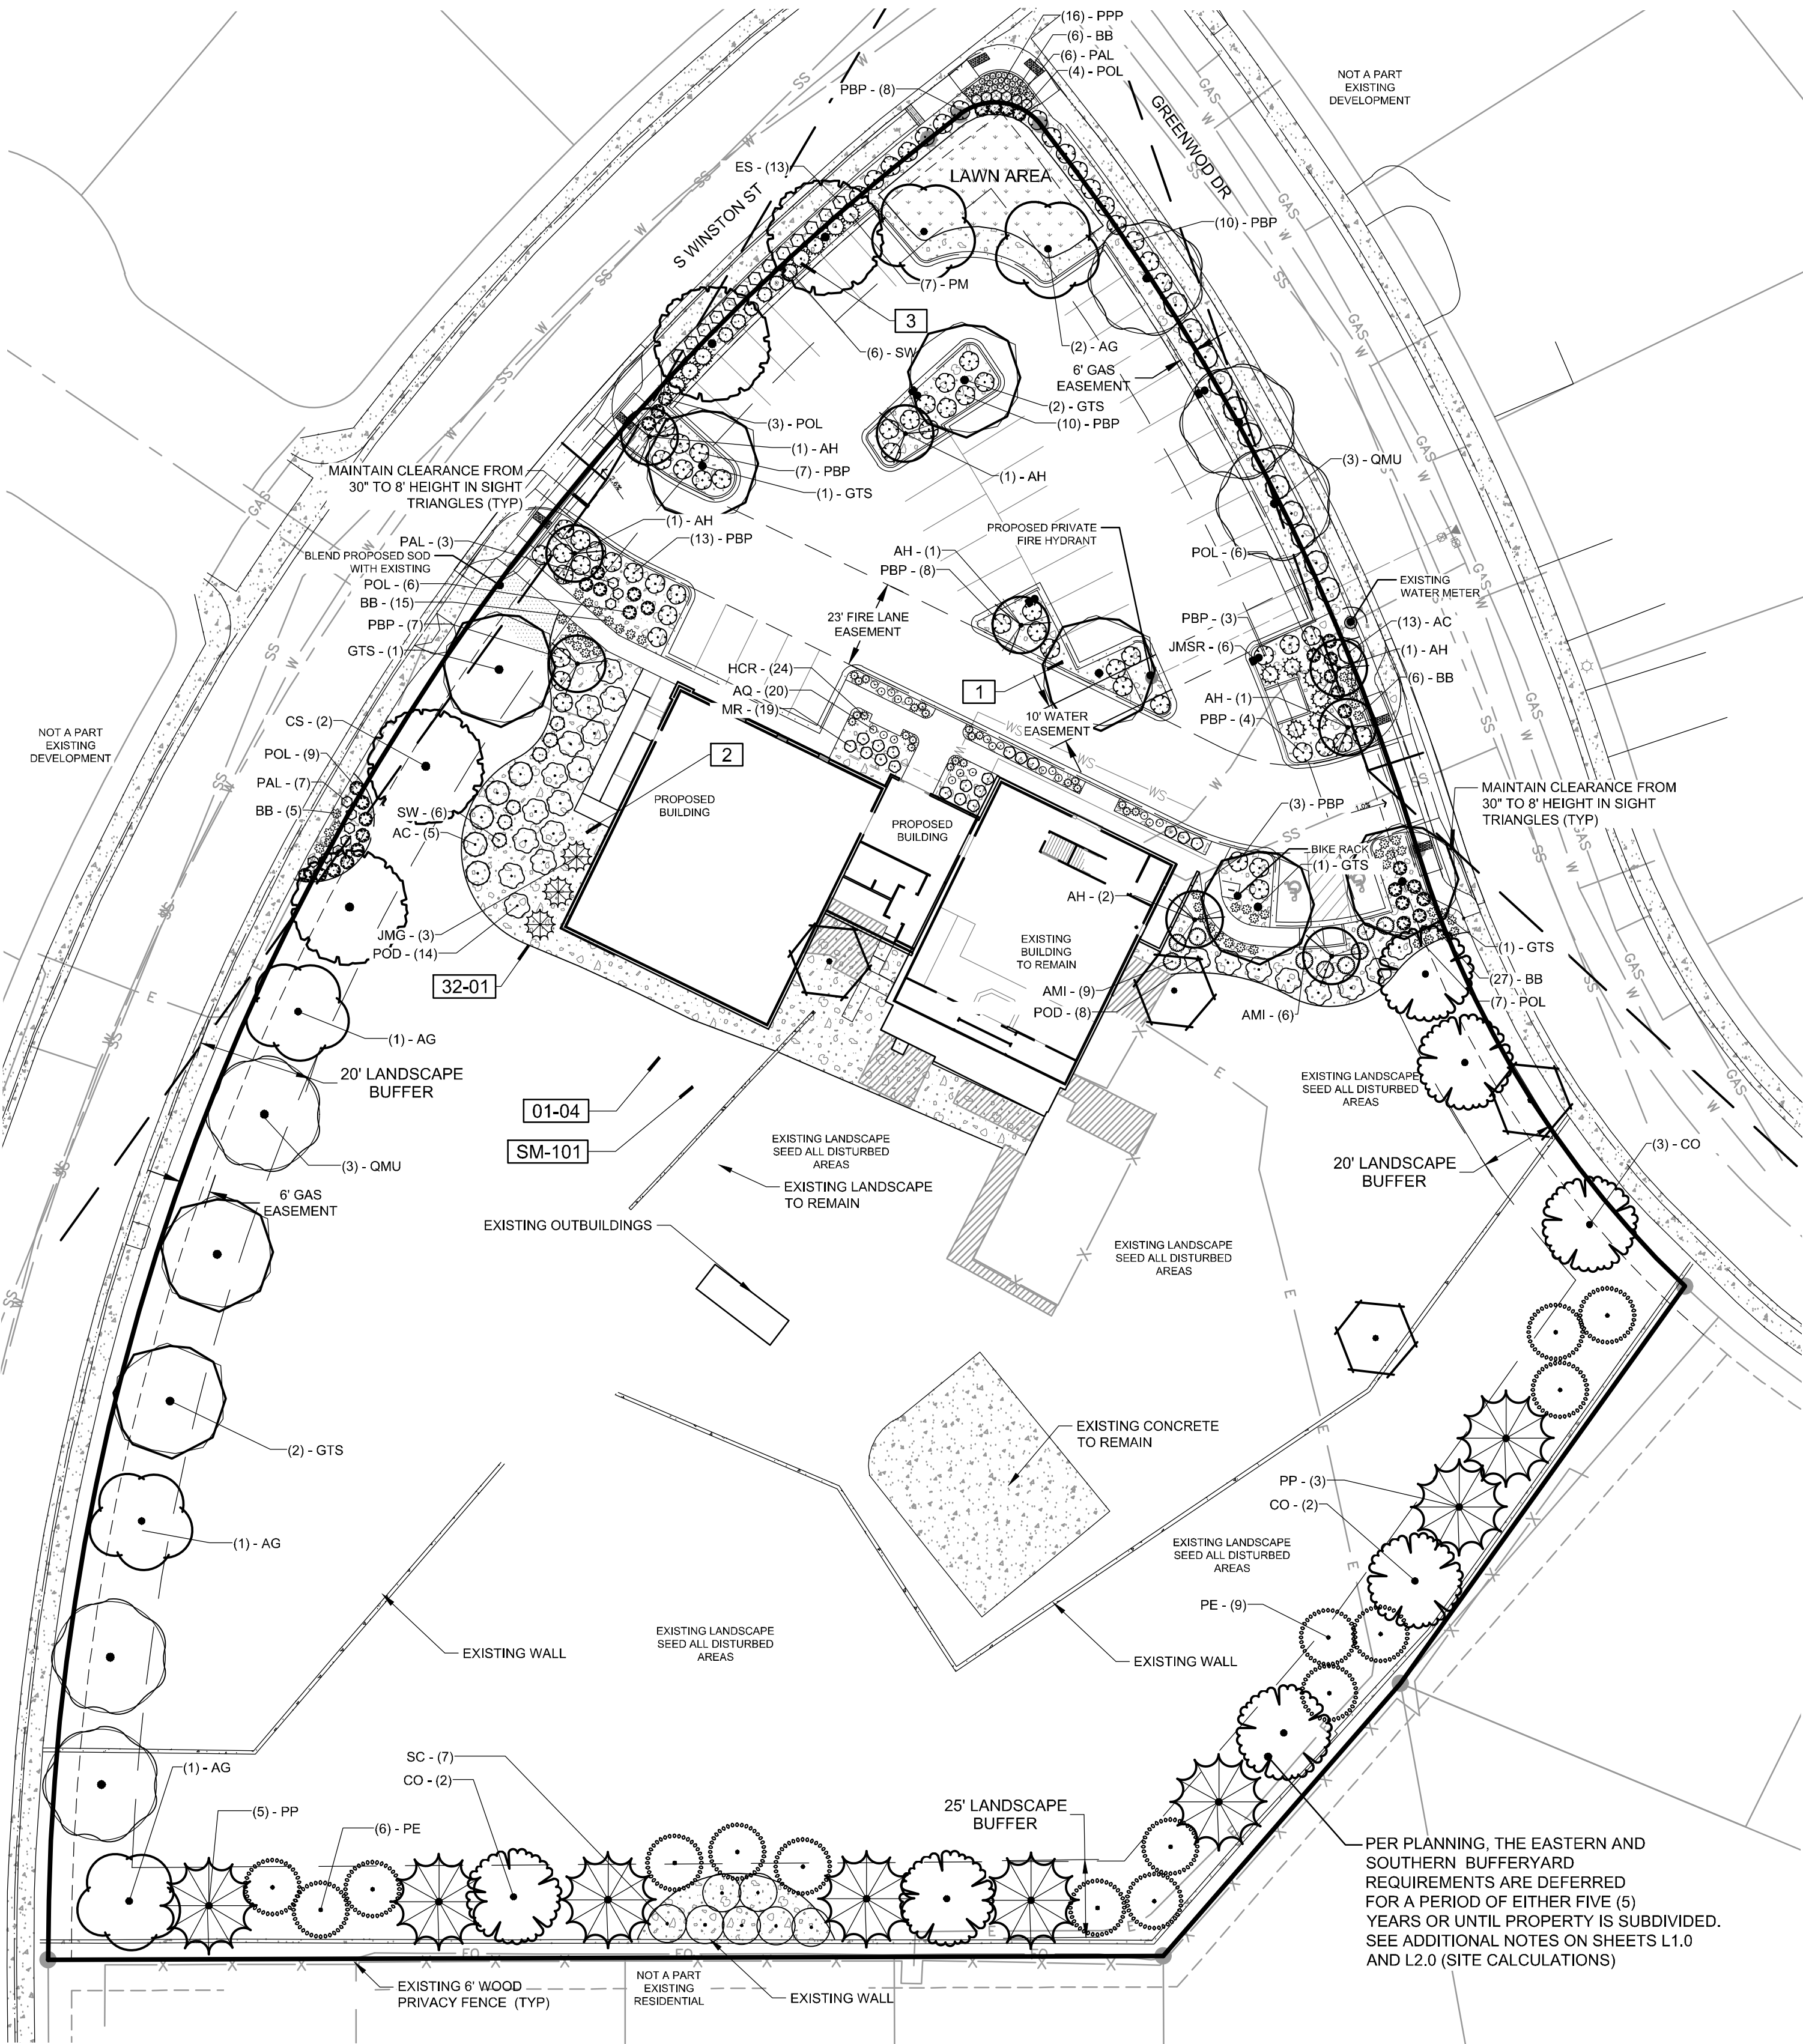 (16) - PPP
(6) - BB
(6) - PAL
(4) - POL
PBP - (8)
NOT A PART
EXISTING
DEVELOPMENT
GREENWOD DR
S WINSTON ST
ES - (13)
LAWN AREA
(10) - PBP
(7) - PM
3
(6) - SW
(2) - AG
6' GAS
EASEMENT
(2) - GTS
(10) - PBP
(3) - POL
(1) - AH
(7) - PBP
(1) - GTS
(1) - AH
(3) - QMU
MAINTAIN CLEARANCE FROM
30" TO 8' HEIGHT IN SIGHT
TRIANGLES (TYP)
2.6%
(1) - AH
(13) - PBP
PAL - (3)
BLEND PROPOSED SOD
WITH EXISTING
POL - (6)
BB - (15)
PBP - (7)
GTS - (1)
PROPOSED PRIVATE
FIRE HYDRANT
AH - (1)
PBP - (8)
POL - (6)
EXISTING
WATER METER
23' FIRE LANE
EASEMENT
PBP - (3)
(13) - AC
JMSR - (6)
(1) - AH
(6) - BB
AH - (1)
PBP - (4)
HCR - (24)
AQ - (20)
MR - (19)
1
10' WATER
EASEMENT
CS - (2)
NOT A PART
EXISTING
DEVELOPMENT
POL - (9)
PAL - (7)
BB - (5)
2
SW - (6)
AC - (5)
PROPOSED
BUILDING
PROPOSED
BUILDING
(3) - PBP
1.0%
MAINTAIN CLEARANCE FROM
30" TO 8' HEIGHT IN SIGHT
TRIANGLES (TYP)
BIKE RACK
(1) - GTS
AH - (2)
JMG - (3)
POD - (14)
32-01
EXISTING
BUILDING
TO REMAIN
(1) - GTS
(27) - BB
(7) - POL
AMI - (9)
POD - (8)
AMI - (6)
(1) - AG
20' LANDSCAPE
BUFFER
EXISTING LANDSCAPE
SEED ALL DISTURBED
AREAS
01-04
SM-101
EXISTING LANDSCAPE
SEED ALL DISTURBED
AREAS
(3) - CO
(3) - QMU
20' LANDSCAPE
BUFFER
EXISTING LANDSCAPE
TO REMAIN
6' GAS
EASEMENT
EXISTING OUTBUILDINGS
EXISTING LANDSCAPE
SEED ALL DISTURBED
AREAS
(2) - GTS
EXISTING CONCRETE
TO REMAIN
PP - (3)
CO - (2)
(1) - AG
EXISTING LANDSCAPE
SEED ALL DISTURBED
AREAS
PE - (9)
EXISTING WALL
EXISTING LANDSCAPE
SEED ALL DISTURBED
AREAS
EXISTING WALL
SC - (7)
CO - (2)
(1) - AG
(5) - PP
(6) - PE
25' LANDSCAPE
BUFFER
PER PLANNING, THE EASTERN AND
SOUTHERN BUFFERYARD
REQUIREMENTS ARE DEFERRED
FOR A PERIOD OF EITHER FIVE (5)
YEARS OR UNTIL PROPERTY IS SUBDIVIDED.
SEE ADDITIONAL NOTES ON SHEETS L1.0
AND L2.0 (SITE CALCULATIONS)
EXISTING 6' WOOD
PRIVACY FENCE (TYP)
NOT A PART
EXISTING
RESIDENTIAL
EXISTING WALL